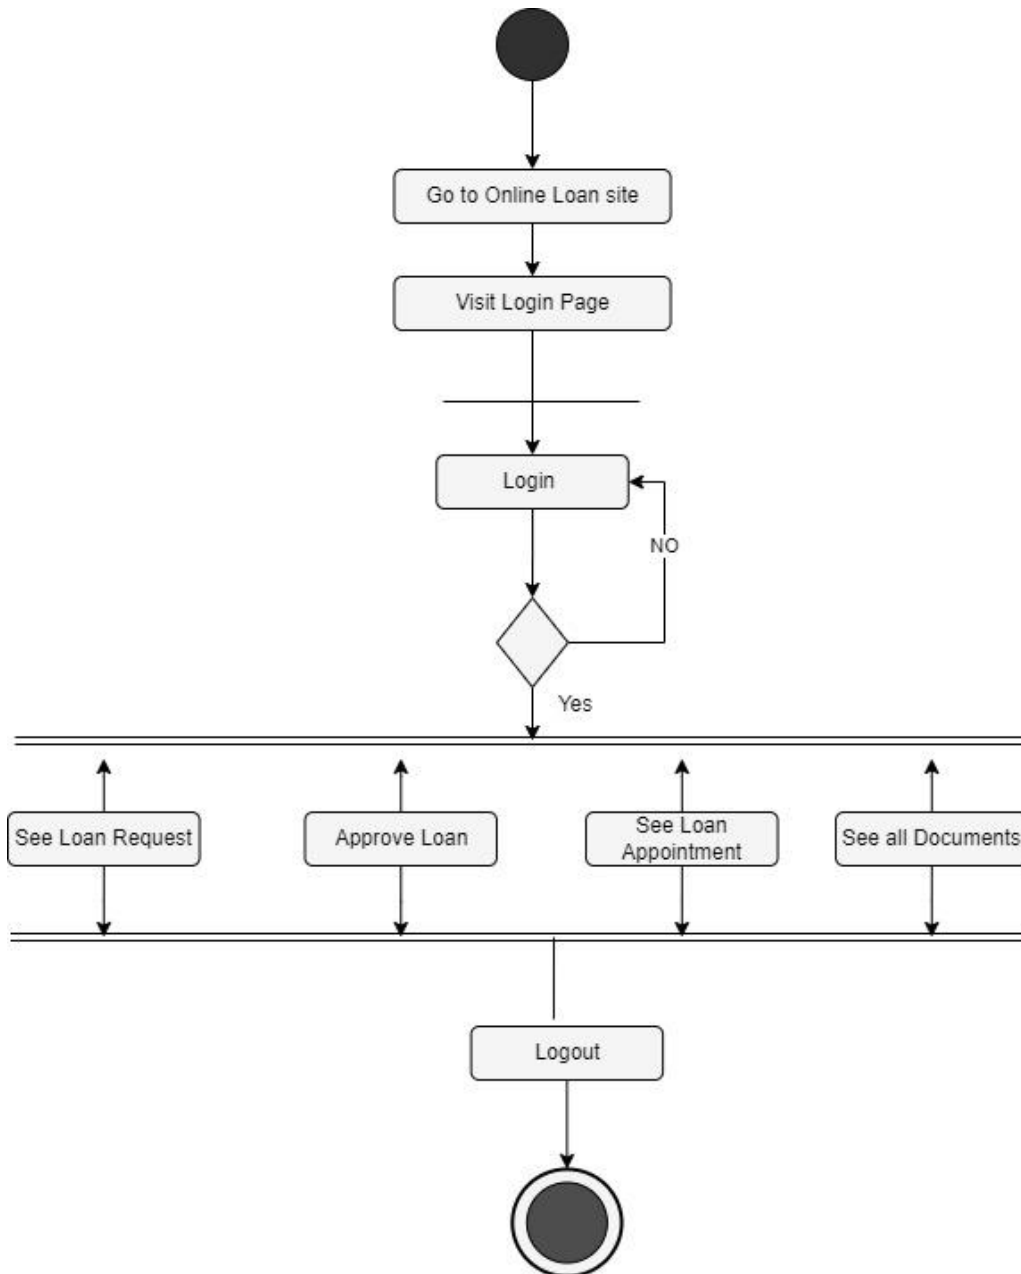 Go to Online Loan site
Visit Login Page
Login
NO
Yes
See Loan Request
Approve Loan
See Loan
Appointment
See all Documents
Logout